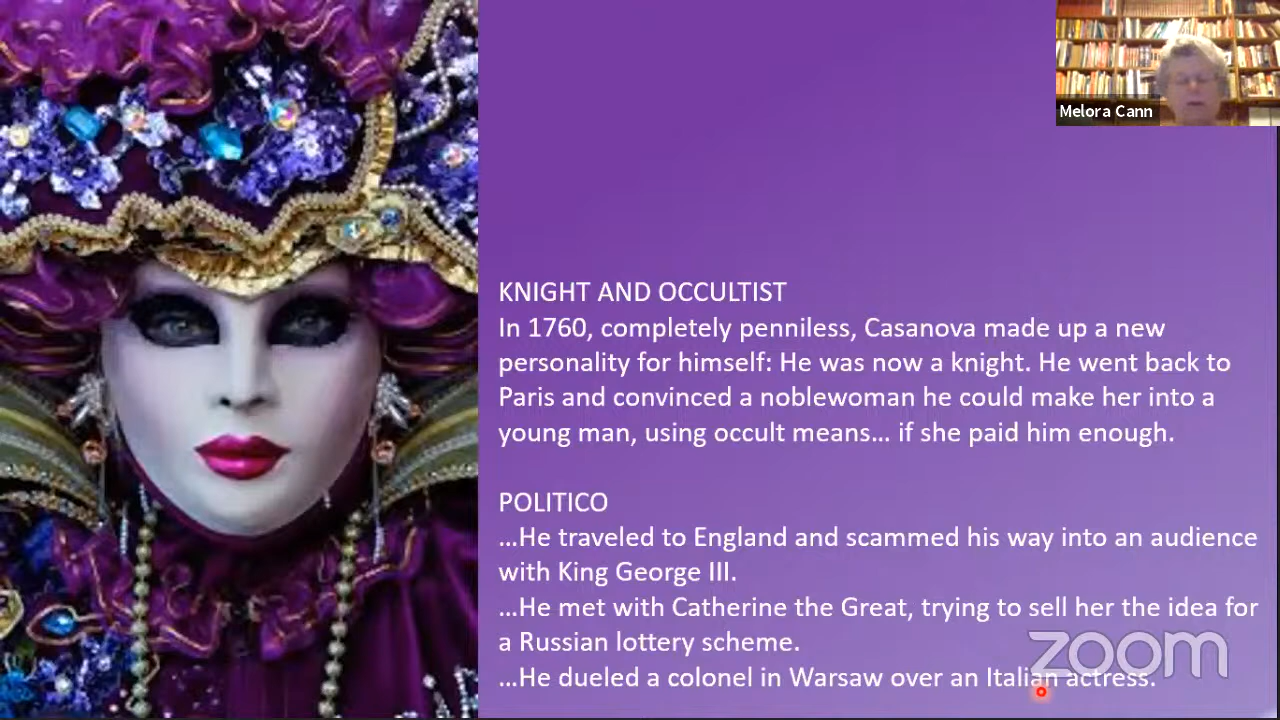 Melora Cann
KNIGHT AND OCCULTIST
In 1760, completely penniless, Casanova made up a new
personality for himself: He was now a knight. He went back to
Paris and convinced a noblewoman he could make her into a
young man, using occult means... if she paid him enough.
POLITICO
...He traveled to England and scammed his way into an audience
with King George III.
...He met with Catherine the Great, trying to sell her the idea for
a Russian lottery scheme.
...He dueled a colonel in Warsaw over an Italian actress.
zoom